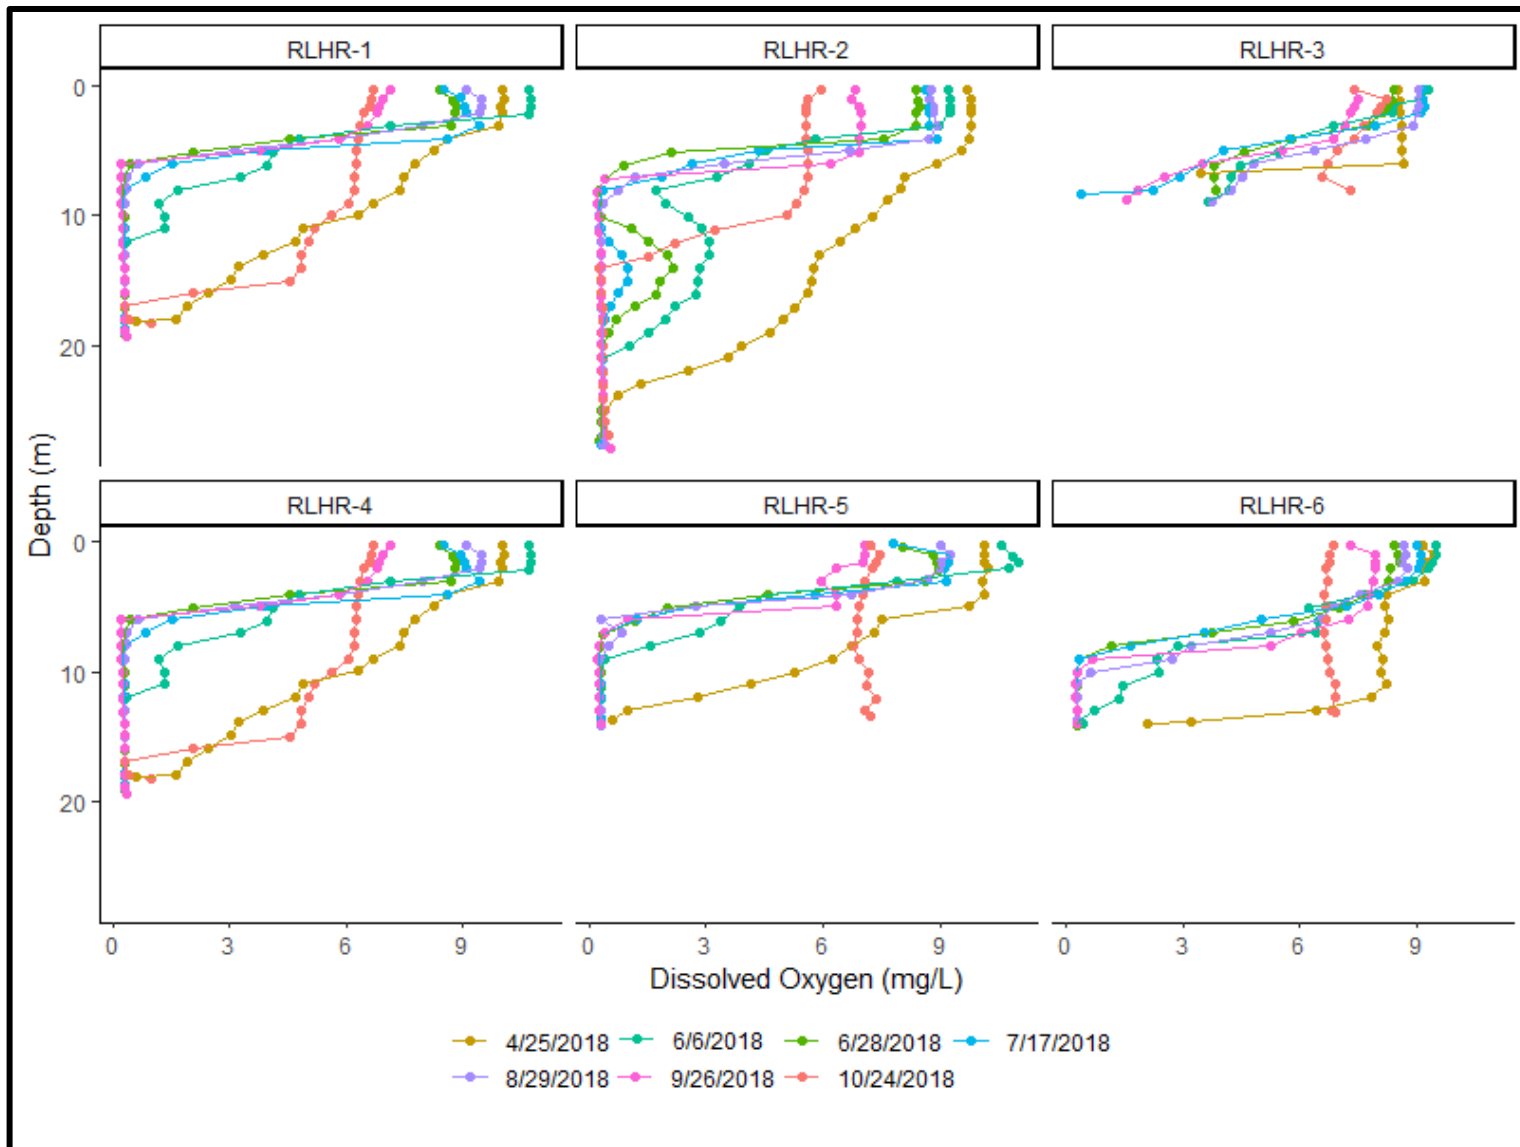 RLHR-1 RLHR-2 RLHR-3
0
10
20
Depth (m)
RLHR-4 RLHR-5 RLHR-6
0
10
20
0 3 6 9 0 3 6 9 0 3 6 9
Dissolved Oxygen (mg/L)
4/25/2018 6/6/2018 6/28/2018 7/17/2018
8/29/2018 9/26/2018 10/24/2018